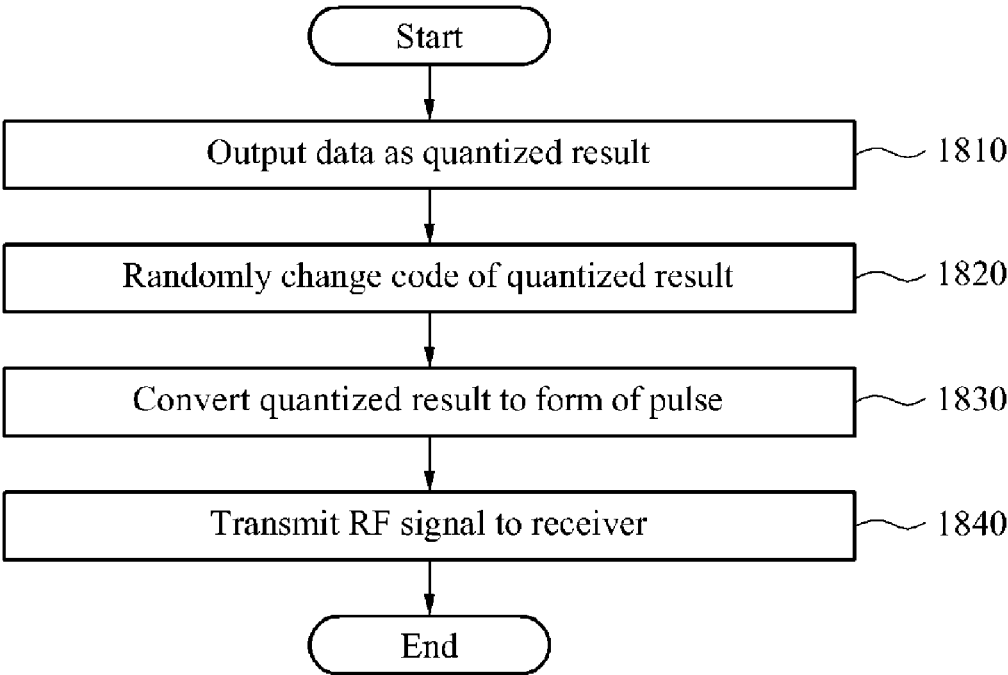 Start
Output data as quantized result 1810
Randomly change code of quantized result 1820
Convert quantized result to form of pulse 1830
Transmit RF signal to receiver 1840
End